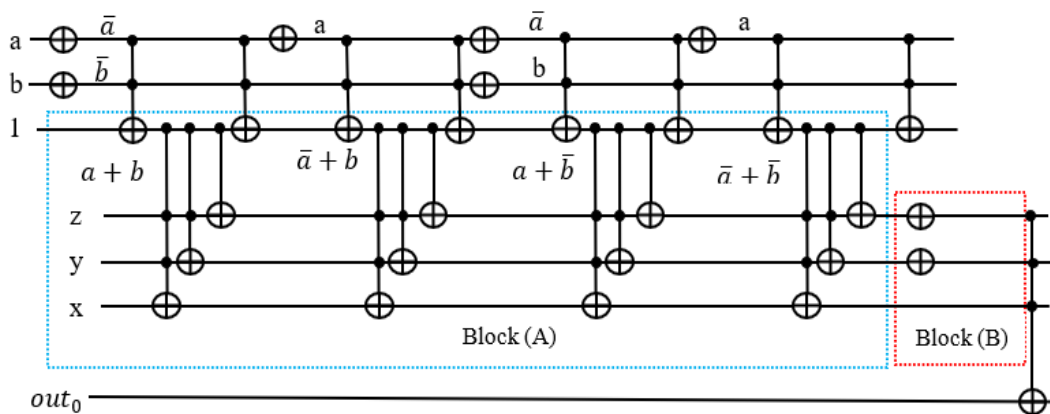 a ā a ā a
b b̄ b
1
a + b ā + b a + b̄ ā + b̄
z
y
x
Block (A) Block (B)
out₀